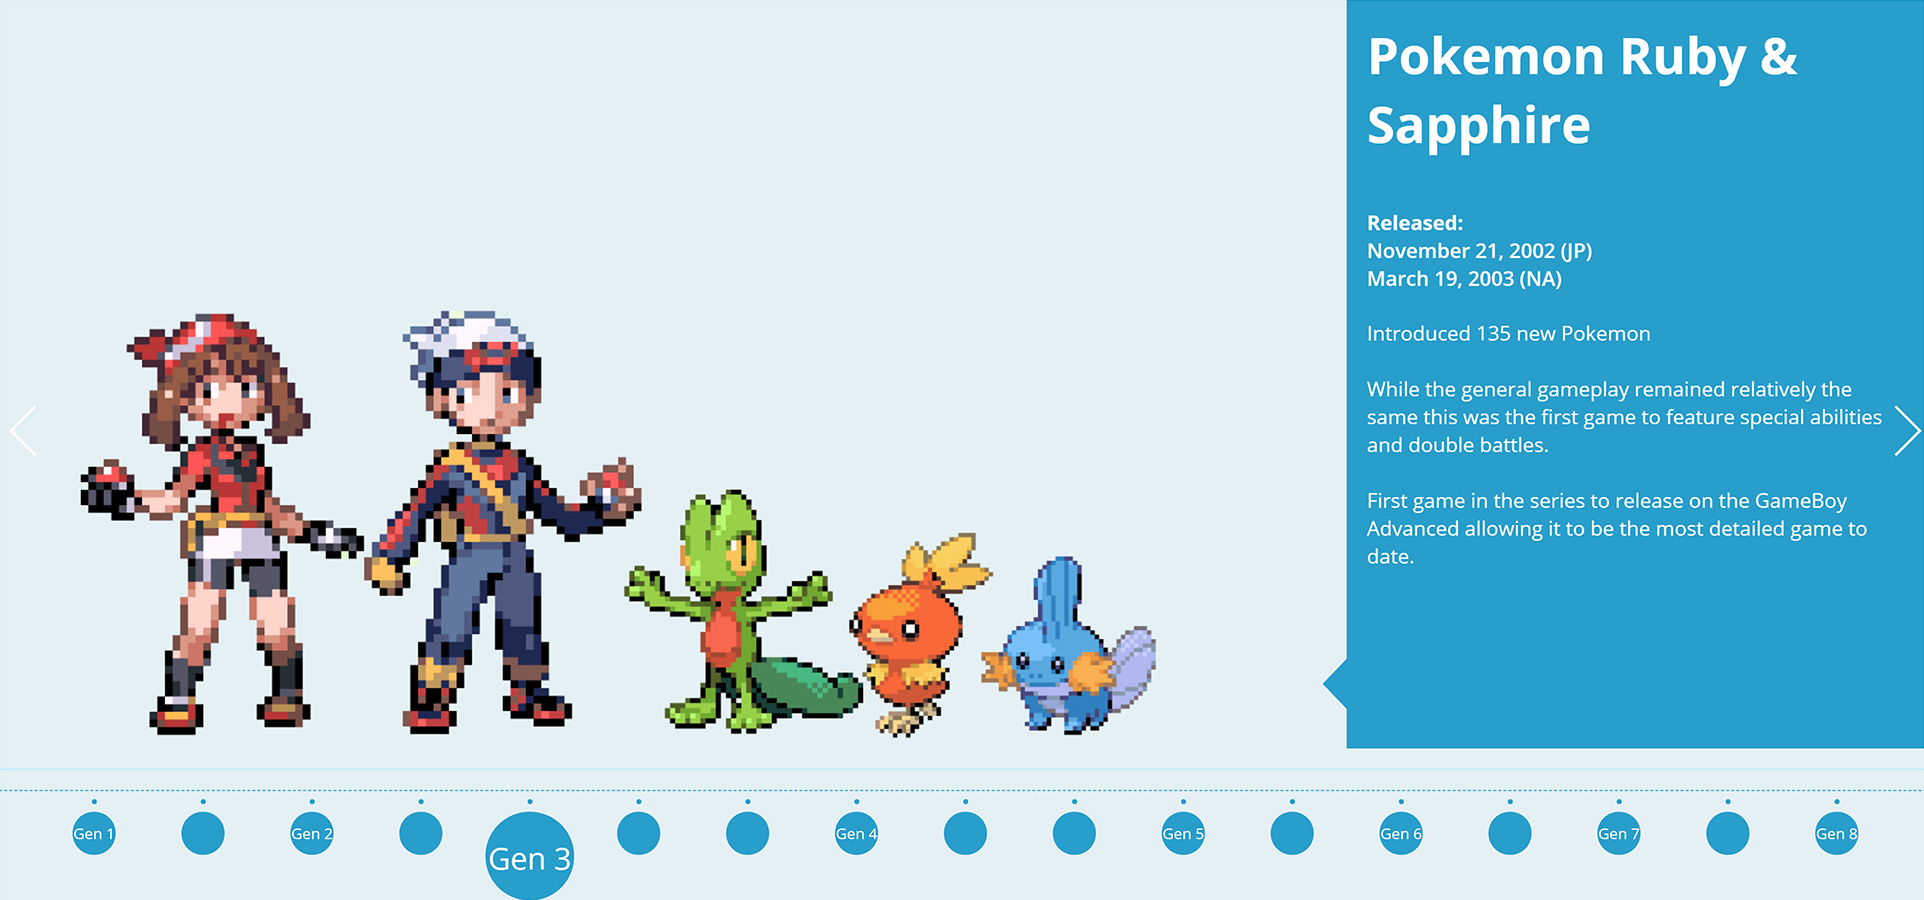 Pokemon Ruby &
Sapphire
Released:
November 21, 2002 (JP)
March 19, 2003 (NA)
Introduced 135 new Pokemon
While the general gameplay remained relatively the
same this was the first game to feature special abilities
and double battles.
First game in the series to release on the GameBoy
Advanced allowing it to be the most detailed game to
date.
Gen 1
Gen 2
Gen 3
Gen 4
Gen 5
Gen 6
Gen 7
Gen 8